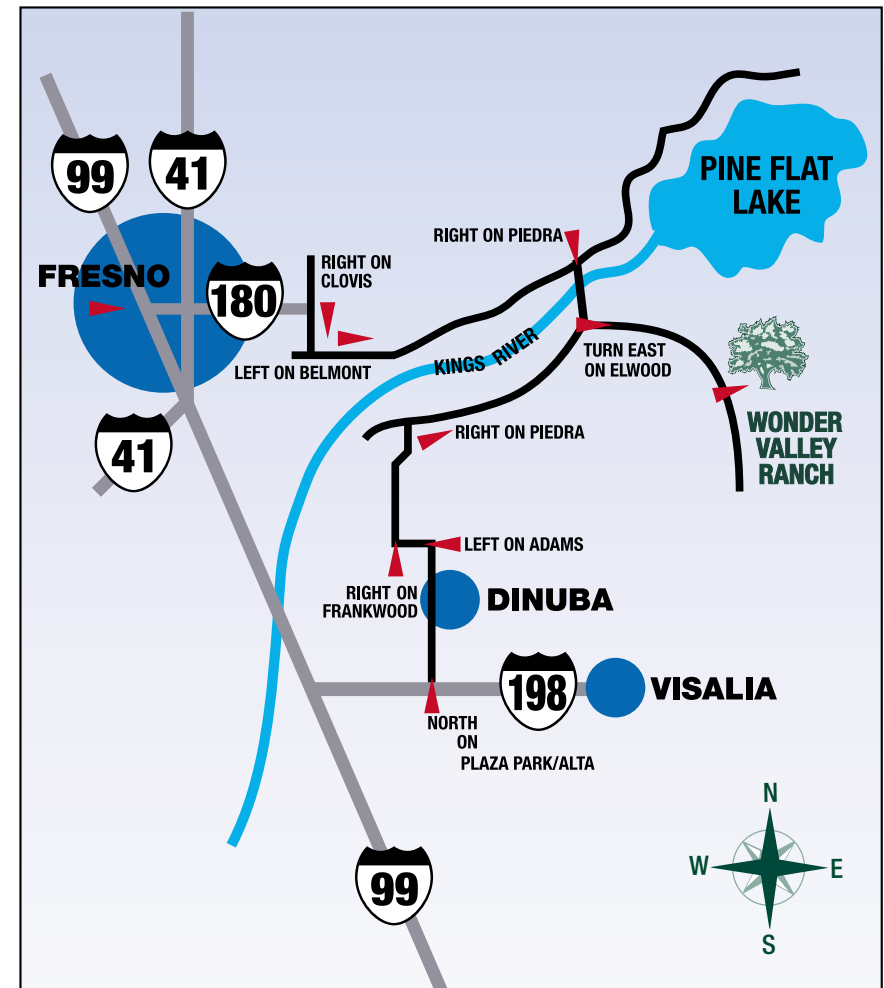 PINE FLAT
LAKE
99
41
RIGHT ON PIEDRA
RIGHT ON
CLOVIS
FRESNO
180
KINGS RIVER
TURN EAST
ON ELWOOD
LEFT ON BELMONT
WONDER
VALLEY
RANCH
41
RIGHT ON PIEDRA
LEFT ON ADAMS
RIGHT ON
FRANKWOOD
DINUBA
198
VISALIA
NORTH
ON
PLAZA PARK/ALTA
N
W
E
S
99